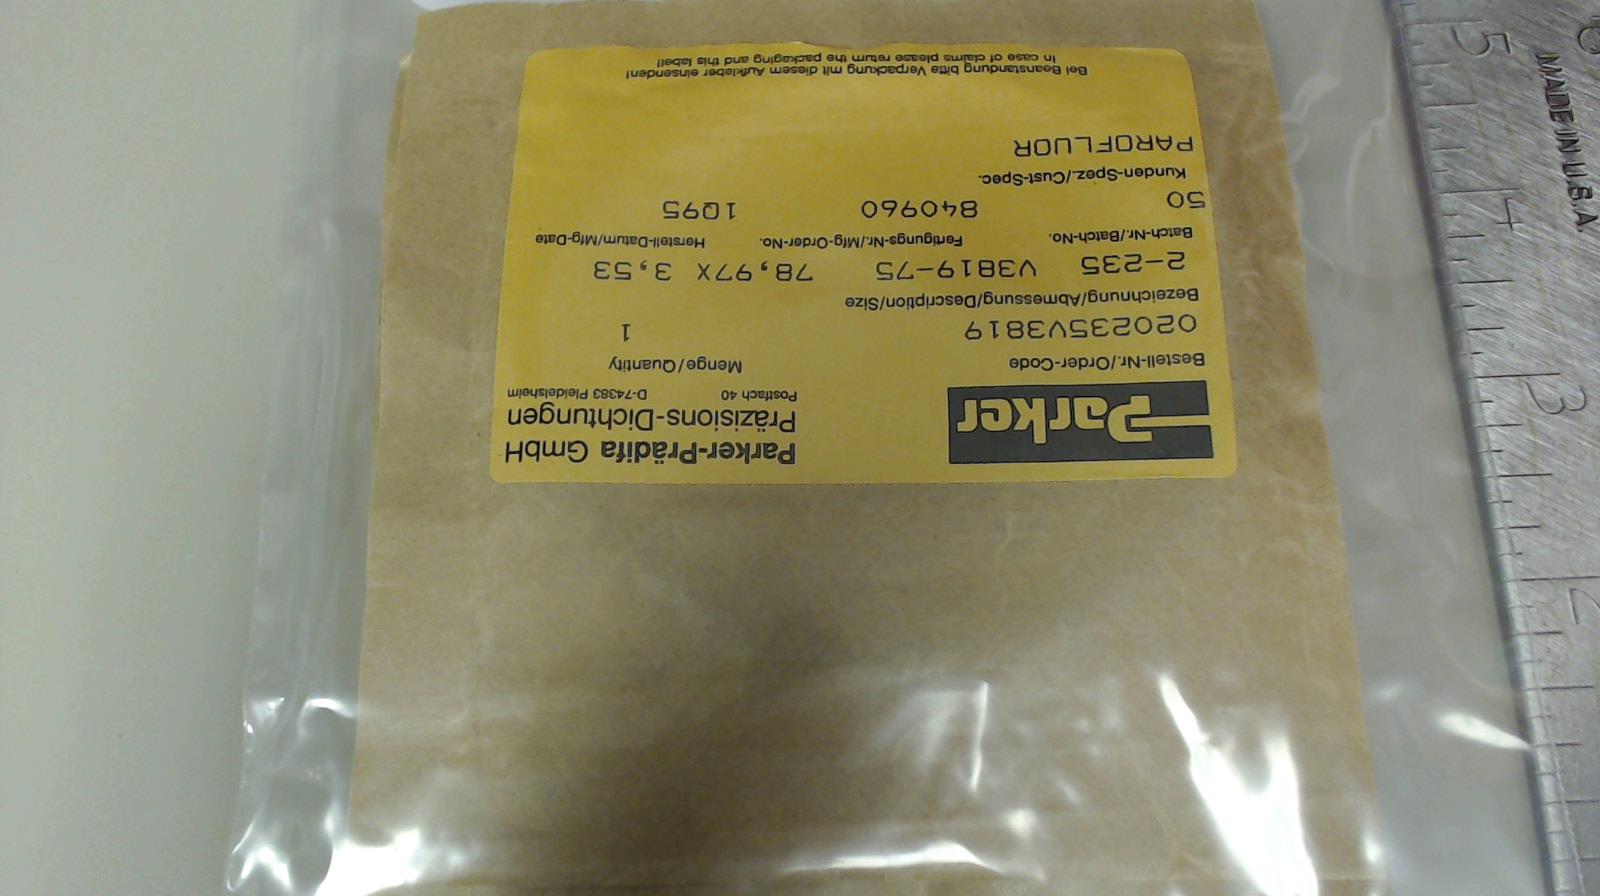 Parker
Parker-Prädifa GmbH
Präzisions-Dichtungen
Postfach 40 D-74383 Pleidelsheim
Bestell-Nr./Order-Code Menge/Quantity
020235V3819 1
Bezeichnung/Abmessung/Description/Size
2-235 V3819-75 78,97X 3,53
Batch-Nr./Batch-No. Fertigungs-Nr./Mfg-Order-No. Herstell-Datum/Mfg-Date
50 840960 1Q95
Kunden-Spez./Cust-Spec.
PAROFLUOR
Bei Beanstandung bitte Verpackung mit diesem Aufkleber einsenden!
In case of claims please return the packaging and this label!
5
4
3
2
MADE IN U.S.A